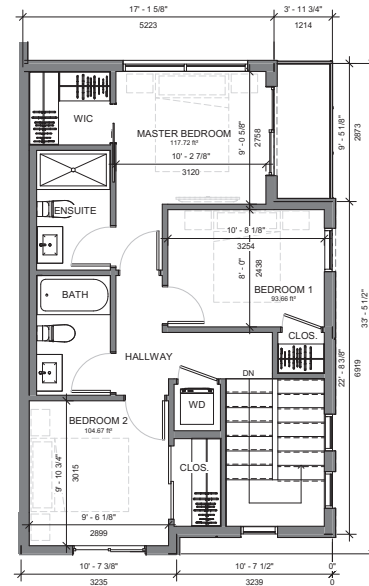 17' - 1 5/8"
3' - 11 3/4"
5223
1214
WIC
MASTER BEDROOM
117.72 ft²
10' - 2 7/8"
3120
9' - 0 5/8"
2758
9' - 5 1/8"
2873
ENSUITE
10' - 8 1/8"
3254
8' - 0"
2438
BEDROOM 1
93.66 ft²
33' - 5 1/2"
BATH
CLOS.
HALLWAY
22' - 8 3/8"
6919
DN
WD
BEDROOM 2
104.67 ft²
9' - 10 3/4"
3015
CLOS.
9' - 6 1/8"
2899
10' - 7 3/8"
10' - 7 1/2"
0"
3235
3239
0